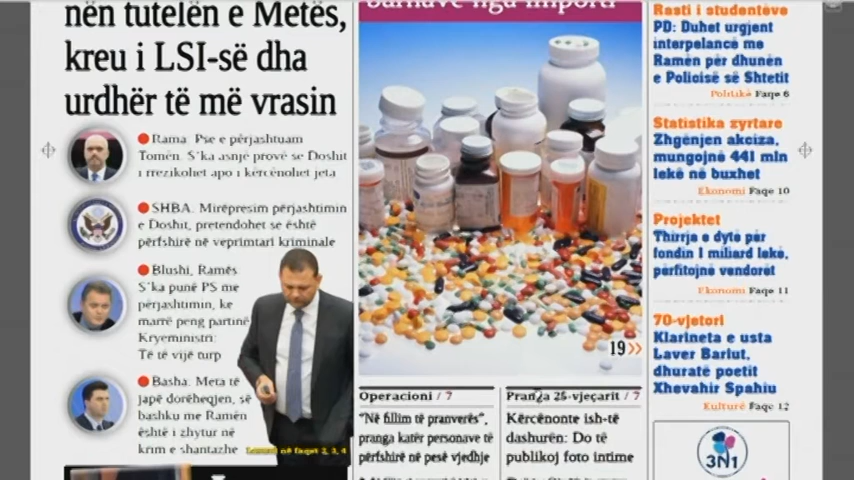 nën tutelën e Metës,
kreu i LSI-së dha
urdhër të më vrasin
Rama: Pse e përjashtuam
Tomën. S'ka asnjë provë se Doshit
i rrezikohet apo i kërcënohet jeta
SHBA: Mirëpresim përjashtimin
e Doshit, pretendohet se është
përfshirë në veprimtari kriminale
Blushi, Ramës
S'ka punë PS me
përjashtimin, ke
marrë peng partinë
Kryeministri:
Të të vijë turp
Basha: Meta të
japë dorëheqjen, së
bashku me Ramën
është i zhytur në
krim e shantazhe
Lexoni në faqet 2, 3, 4
barnave nga importi
19
Operacioni / 7
"Në fillim të pranverës",
pranga katër personave të
përfshirë në pesë vjedhje
Pranga 25-vjeçarit / 7
Kërcënonte ish-të
dashurën: Do të
publikoj foto intime
Rasti i studentëve
PD: Duhet urgjent
interpelancë me
Ramën për dhunën
e Policisë së Shtetit
Politikë Faqe 6
Statistika zyrtare
Zhgënjen akciza,
mungojnë 441 mln
lekë në buxhet
Ekonomi Faqe 10
Projektet
Thirrje e dytë për
fondin 1 miliard lekë,
përfitojnë vendorët
Ekonomi Faqe 11
70-vjetori
Klarineta e usta
Laver Bariut,
dhuratë poetit
Xhevahir Spahiu
Kulturë Faqe 12
3N1